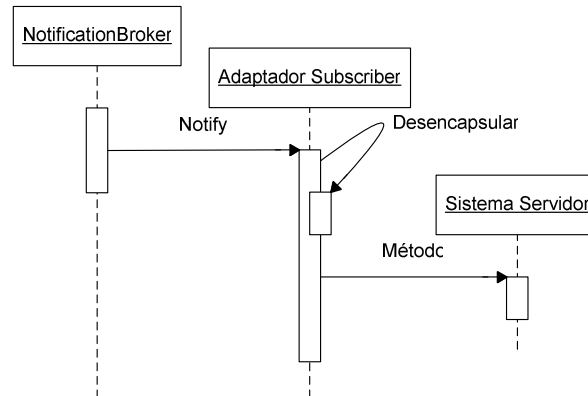 NotificationBroker
Adaptador Subscriber
Notify
Desencapsular
Sistema Servidor
Método